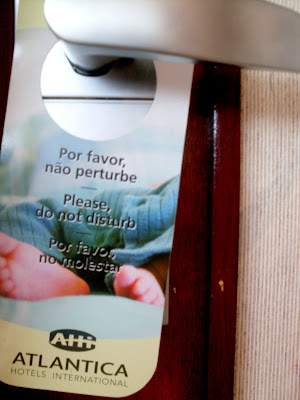 Por favor,
não perturbe
Please,
do not disturb
Por favor,
no molestar
AHI
ATLANTICA
HOTELS INTERNATIONAL